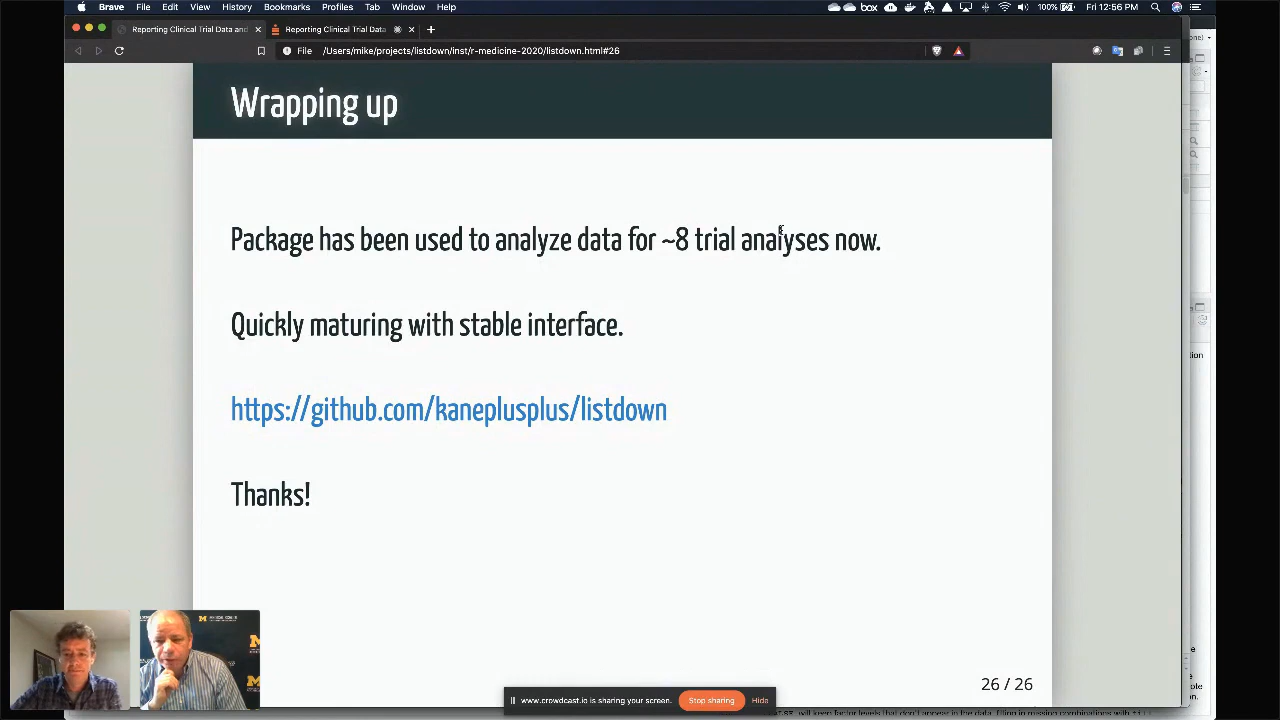 Brave File Edit View History Bookmarks Profiles Tab Window Help
box 100% Fri 12:56 PM
Reporting Clinical Trial Data and
Reporting Clinical Trial Data
File /Users/mike/projects/listdown/inst/r-medicine-2020/listdown.html#26
Wrapping up
Package has been used to analyze data for ~8 trial analyses now.
Quickly maturing with stable interface.
https://github.com/kaneplusplus/listdown
Thanks!
26 / 26
www.crowdcast.io is sharing your screen. Stop sharing Hide